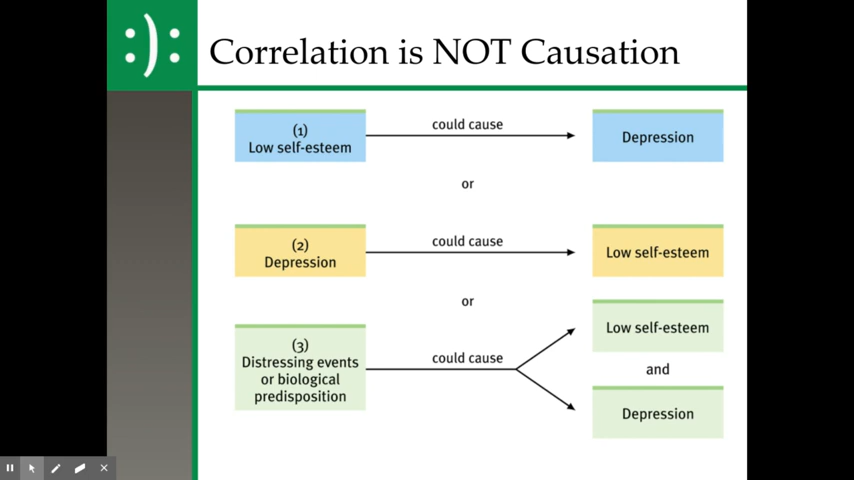 :):
Correlation is NOT Causation
(1)
Low self-esteem
could cause
Depression
or
(2)
Depression
could cause
Low self-esteem
or
(3)
Distressing events
or biological
predisposition
could cause
Low self-esteem
and
Depression